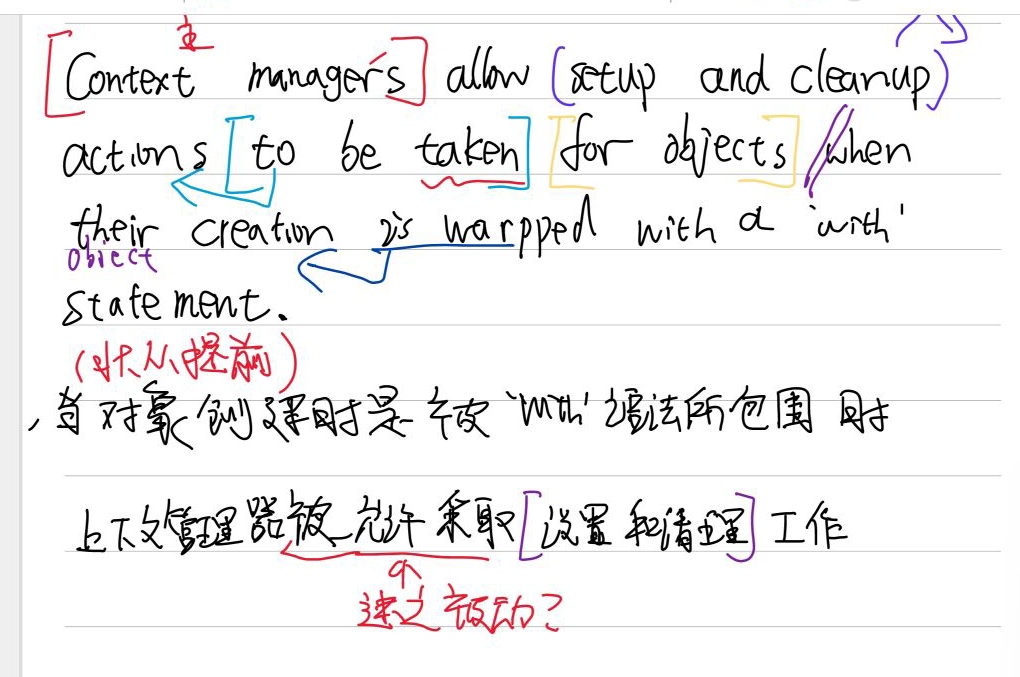 主
Context managers allow (setup and cleanup)
actions [to be taken] [for objects] when
their creation is warpped with a 'with'
object
statement.
(状从提前)
，当对象创建时是被'with'语法所包围时
上下文管理器被允许采取[设置和清理]工作
迷之被动？